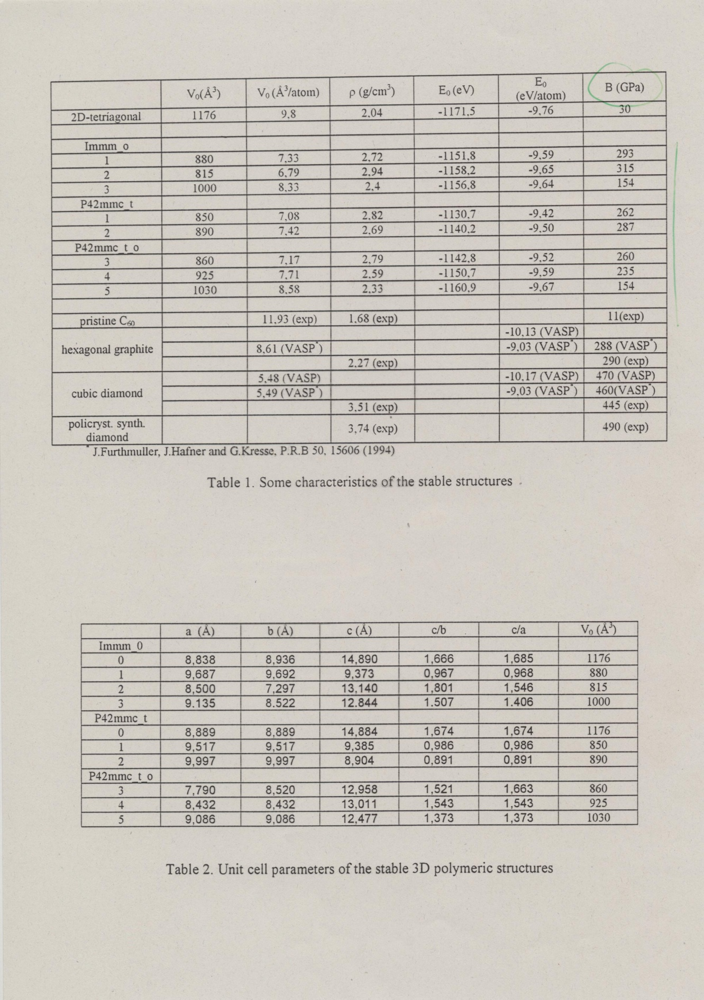 V₀(Å³) V₀ (Å³/atom) ρ (g/cm³) E₀ (eV) E₀ (eV/atom) B (GPa)
2D-tetriagonal 1176 9,8 2,04 -1171,5 -9,76 30
Immm_o
1 880 7,33 2,72 -1151,8 -9,59 293
2 815 6,79 2,94 -1158,2 -9,65 315
3 1000 8,33 2,4 -1156,8 -9,64 154
P42mmc_t
1 850 7,08 2,82 -1130,7 -9,42 262
2 890 7,42 2,69 -1140,2 -9,50 287
P42mmc_t_o
3 860 7,17 2,79 -1142,8 -9,52 260
4 925 7,71 2,59 -1150,7 -9,59 235
5 1030 8,58 2,33 -1160,9 -9,67 154
pristine C₆₀ 11,93 (exp) 1,68 (exp) 11(exp)
-10,13 (VASP)
hexagonal graphite 8,61 (VASP*) -9,03 (VASP*) 288 (VASP*)
2,27 (exp) 290 (exp)
5,48 (VASP) -10,17 (VASP) 470 (VASP)
cubic diamond 5,49 (VASP*) -9,03 (VASP*) 460(VASP*)
3,51 (exp) 445 (exp)
policryst. synth. diamond 3,74 (exp) 490 (exp)
* J.Furthmuller, J.Hafner and G.Kresse, P.R.B 50, 15606 (1994)
Table 1. Some characteristics of the stable structures
a (Å) b (Å) c (Å) c/b c/a V₀ (Å³)
Immm_0
0 8,838 8,936 14,890 1,666 1,685 1176
1 9,687 9,692 9,373 0,967 0,968 880
2 8,500 7,297 13,140 1,801 1,546 815
3 9.135 8.522 12.844 1.507 1.406 1000
P42mmc_t
0 8,889 8,889 14,884 1,674 1,674 1176
1 9,517 9,517 9,385 0,986 0,986 850
2 9,997 9,997 8,904 0,891 0,891 890
P42mmc_t_o
3 7,790 8,520 12,958 1,521 1,663 860
4 8,432 8,432 13,011 1,543 1,543 925
5 9,086 9,086 12,477 1,373 1,373 1030
Table 2. Unit cell parameters of the stable 3D polymeric structures